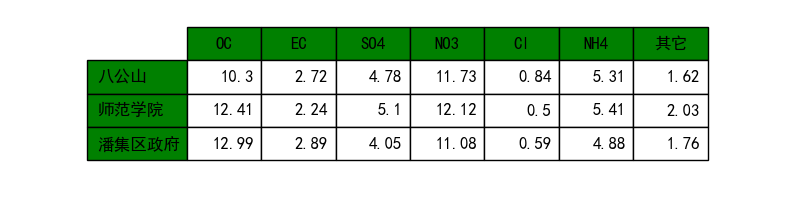 OC EC SO4 NO3 Cl NH4 其它
八公山 10.3 2.72 4.78 11.73 0.84 5.31 1.62
师范学院 12.41 2.24 5.1 12.12 0.5 5.41 2.03
潘集区政府 12.99 2.89 4.05 11.08 0.59 4.88 1.76